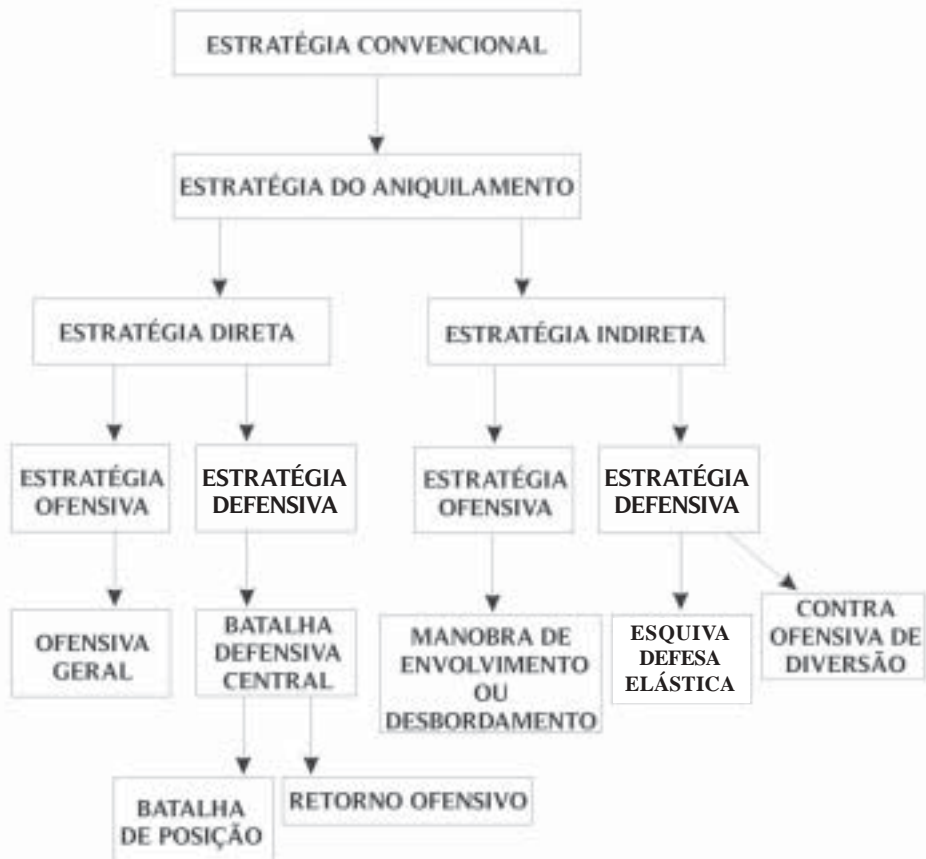 ESTRATÉGIA CONVENCIONAL
ESTRATÉGIA DO ANIQUILAMENTO
ESTRATÉGIA DIRETA
ESTRATÉGIA INDIRETA
ESTRATÉGIA
OFENSIVA
ESTRATÉGIA
DEFENSIVA
ESTRATÉGIA
OFENSIVA
ESTRATÉGIA
DEFENSIVA
OFENSIVA
GERAL
BATALHA
DEFENSIVA
CENTRAL
MANOBRA DE
ENVOLVIMENTO
OU
DESBORDAMENTO
ESQUIVA
DEFESA
ELÁSTICA
CONTRA
OFENSIVA DE
DIVERSÃO
BATALHA
DE POSIÇÃO
RETORNO OFENSIVO